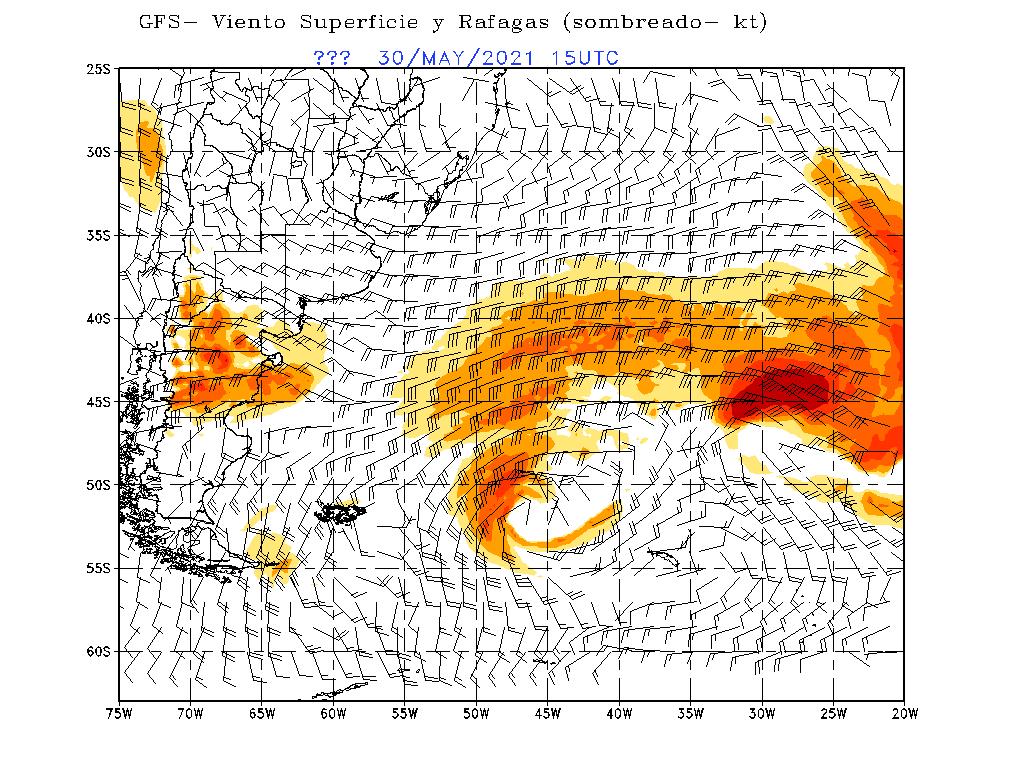 GFS- Viento Superficie y Rafagas (sombreado- kt)
??? 30/MAY/2021 15UTC
25S
30S
35S
40S
45S
50S
55S
60S
75W 70W 65W 60W 55W 50W 45W 40W 35W 30W 25W 20W